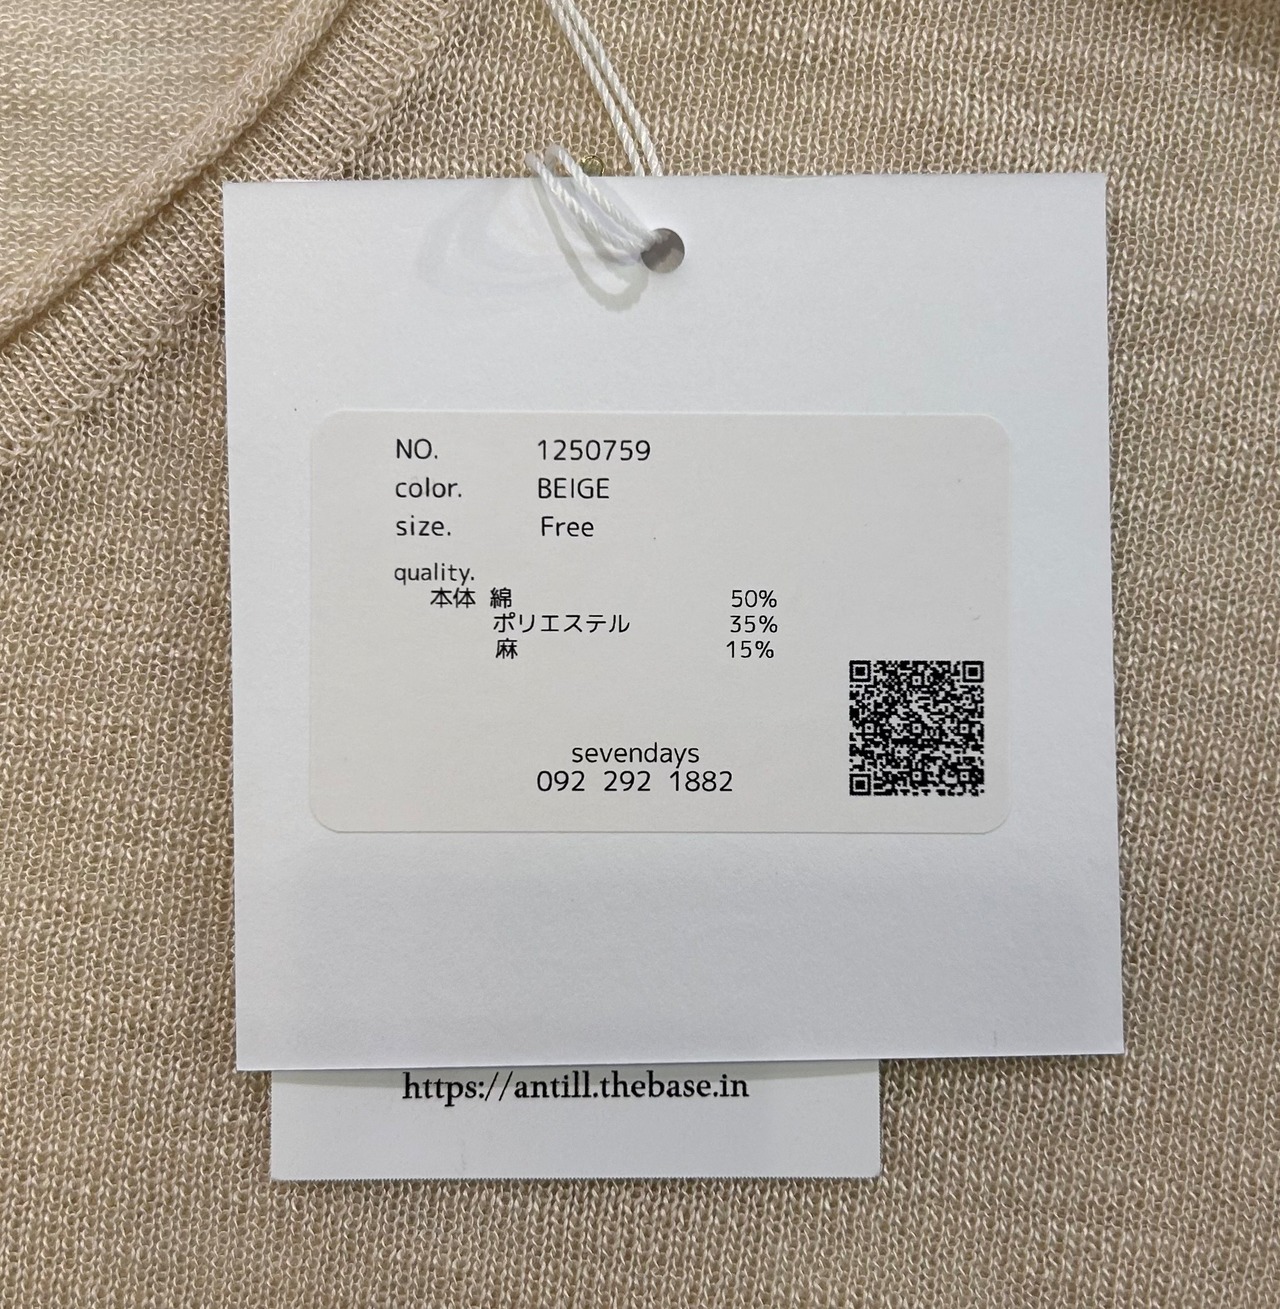 NO. 1250759
color. BEIGE
size. Free
quality.
本体 綿 50%
ポリエステル 35%
麻 15%
sevendays
092 292 1882
https://antill.thebase.in